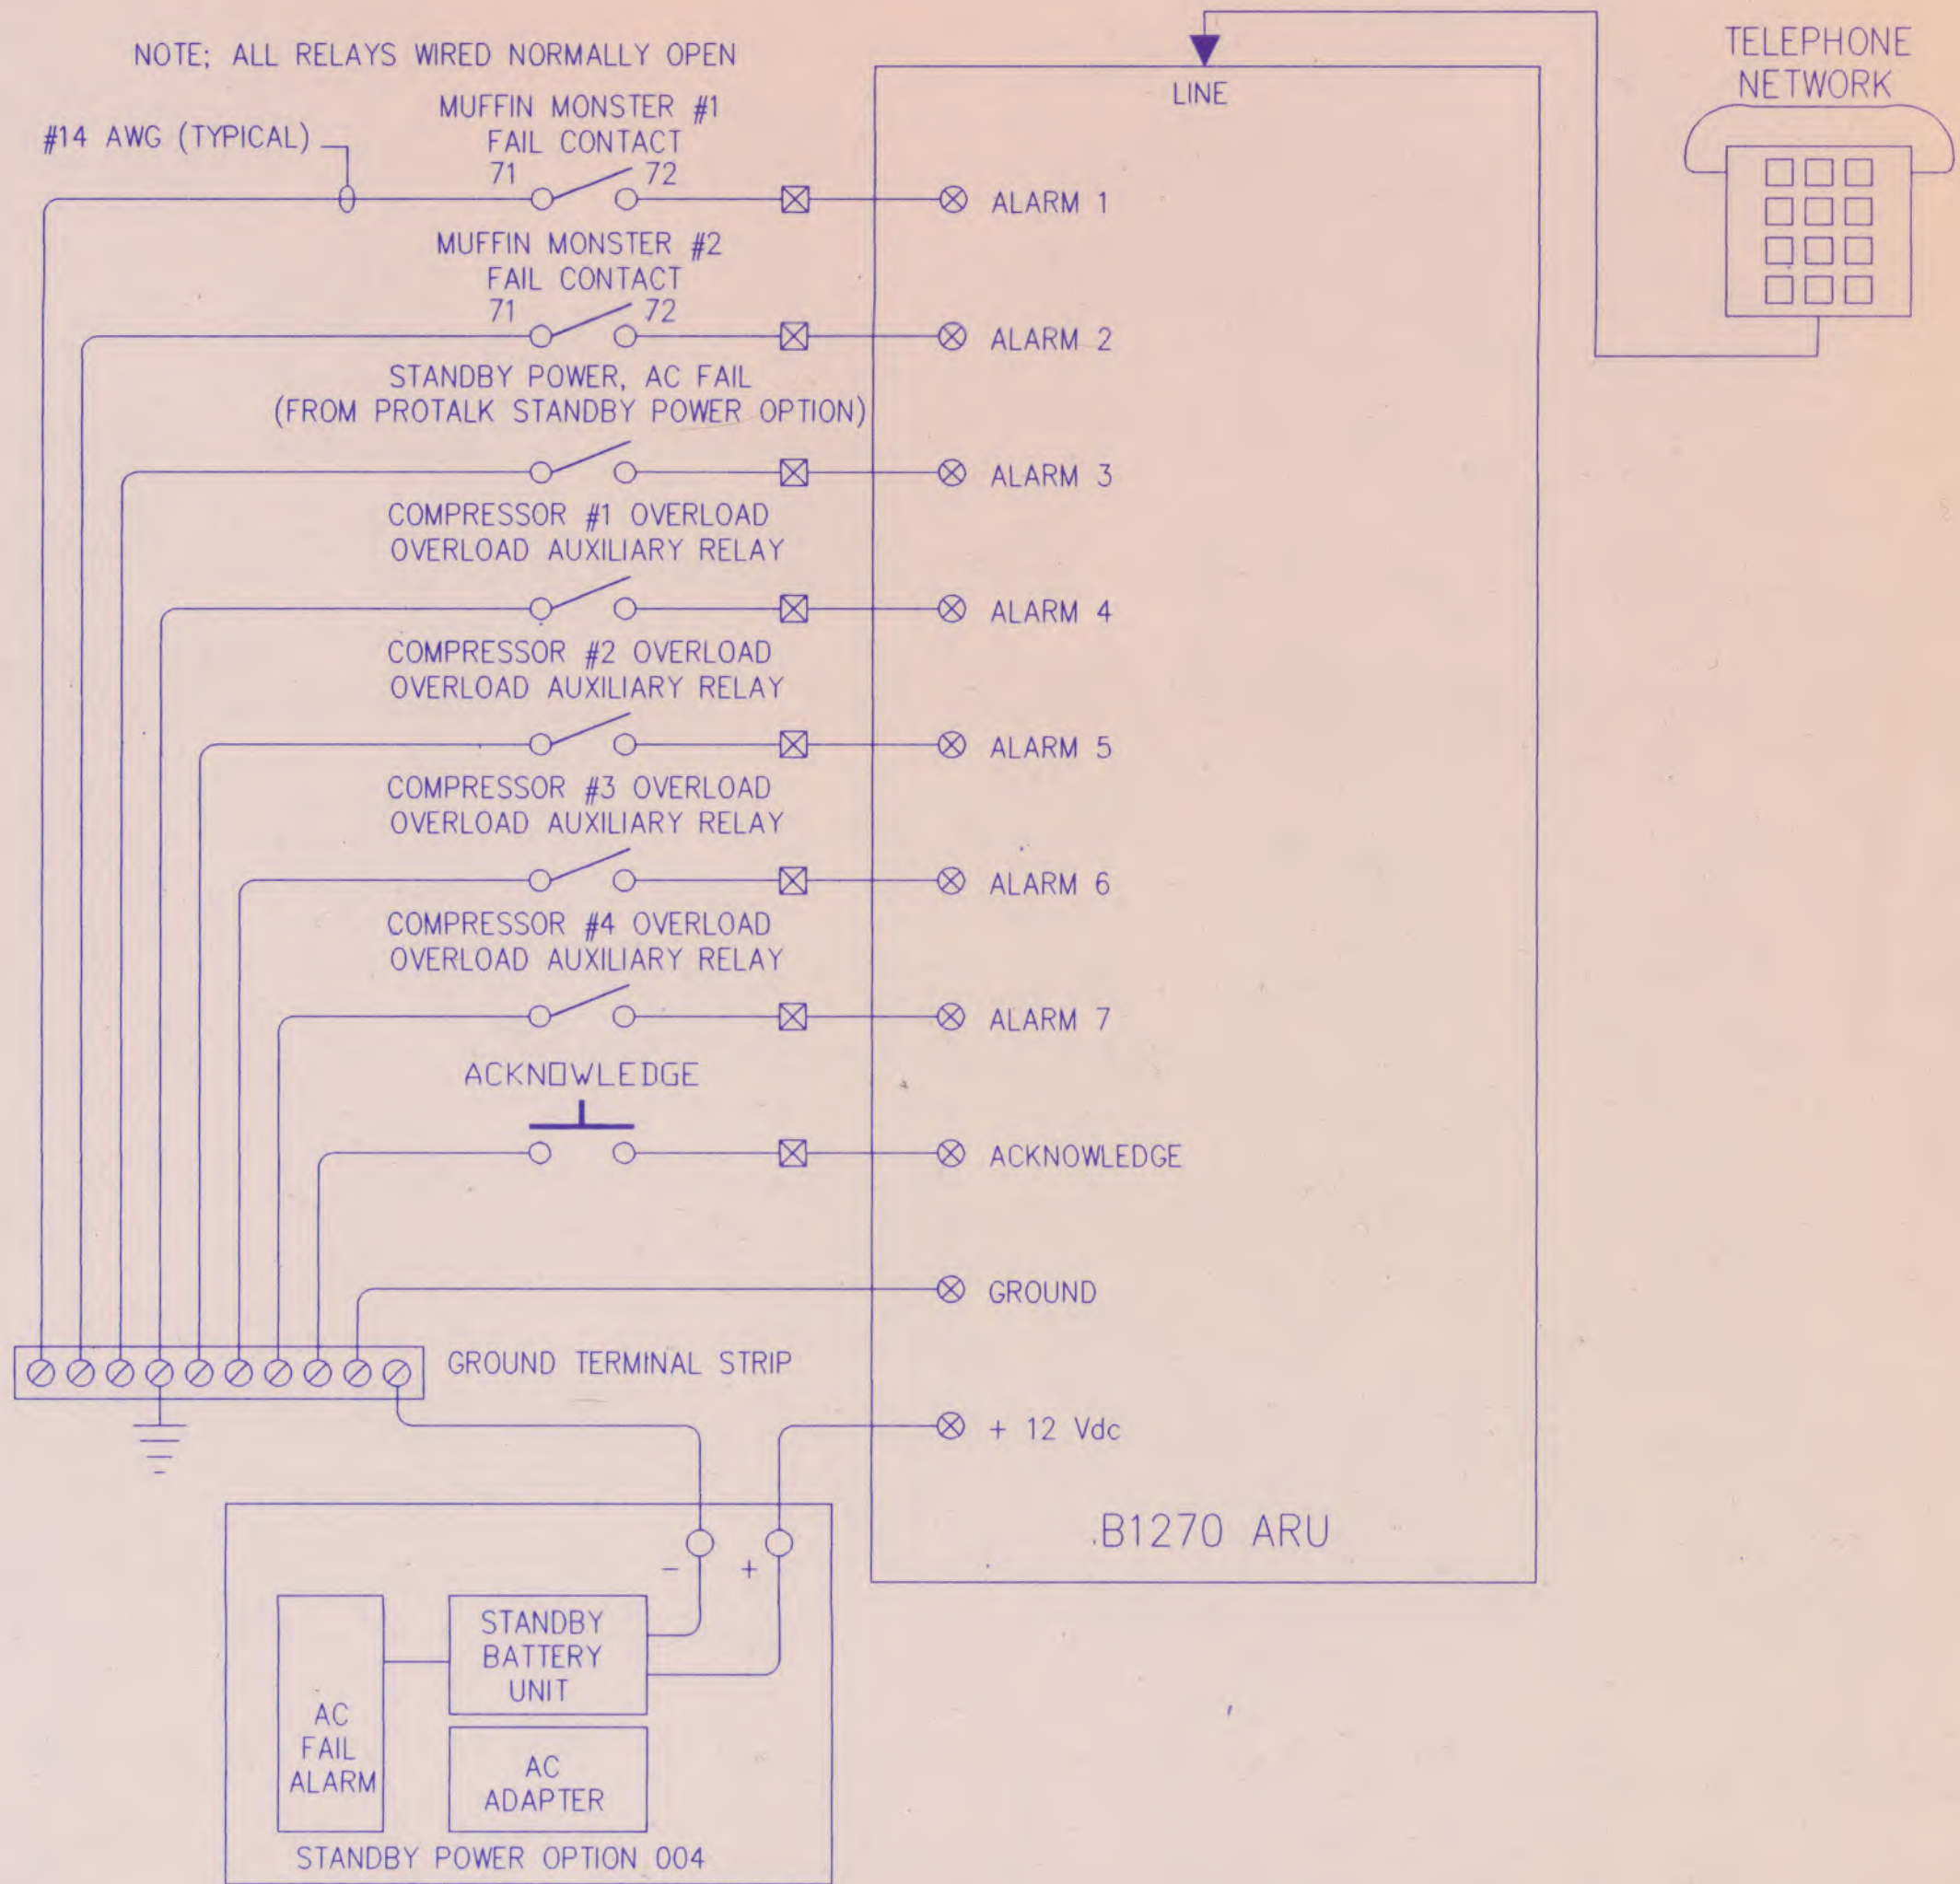 NOTE; ALL RELAYS WIRED NORMALLY OPEN
TELEPHONE
NETWORK
LINE
#14 AWG (TYPICAL)
MUFFIN MONSTER #1
FAIL CONTACT
71 72
ALARM 1
MUFFIN MONSTER #2
FAIL CONTACT
71 72
ALARM 2
STANDBY POWER, AC FAIL
(FROM PROTALK STANDBY POWER OPTION)
ALARM 3
COMPRESSOR #1 OVERLOAD
OVERLOAD AUXILIARY RELAY
ALARM 4
COMPRESSOR #2 OVERLOAD
OVERLOAD AUXILIARY RELAY
ALARM 5
COMPRESSOR #3 OVERLOAD
OVERLOAD AUXILIARY RELAY
ALARM 6
COMPRESSOR #4 OVERLOAD
OVERLOAD AUXILIARY RELAY
ALARM 7
ACKNOWLEDGE
ACKNOWLEDGE
GROUND
GROUND TERMINAL STRIP
+ 12 Vdc
B1270 ARU
- +
STANDBY
BATTERY
UNIT
AC
FAIL
ALARM
AC
ADAPTER
STANDBY POWER OPTION 004